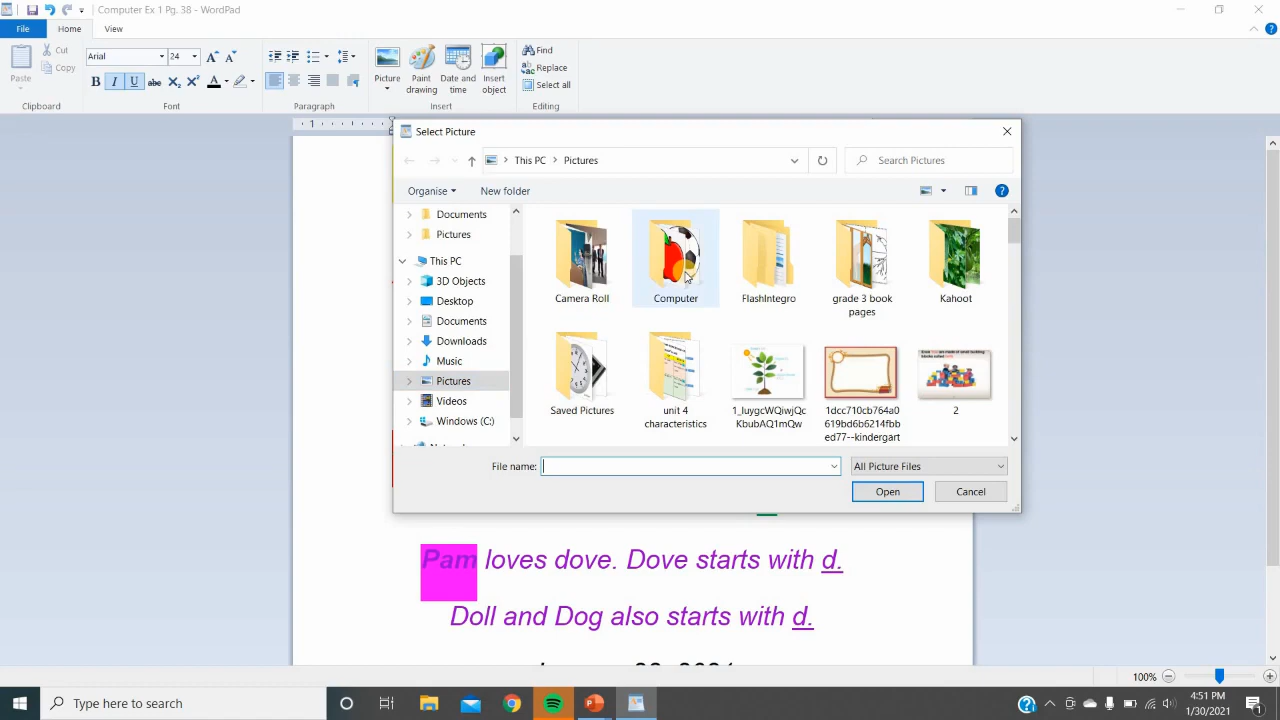 Computer Ex 1 Pg. 38 - WordPad
File
Home
View
Paste
Cut
Copy
Clipboard
Arial
24
Font
Paragraph
Picture
Paint drawing
Date and time
Insert object
Insert
Find
Replace
Select all
Editing
1
Select Picture
This PC
Pictures
Search Pictures
Organise
New folder
Documents
Pictures
This PC
3D Objects
Desktop
Documents
Downloads
Music
Pictures
Videos
Windows (C:)
Camera Roll
Computer
FlashIntegro
grade 3 book
pages
Kahoot
Saved Pictures
unit 4
characteristics
2
1dcc710cb764a0
619bd6b6214fbb
ed77--kindergart
File name:
All Picture Files
Open
Cancel
Pam loves dove. Dove starts with d.
Doll and Dog also starts with d.
100%
Type here to search
4:51 PM
1/30/2021